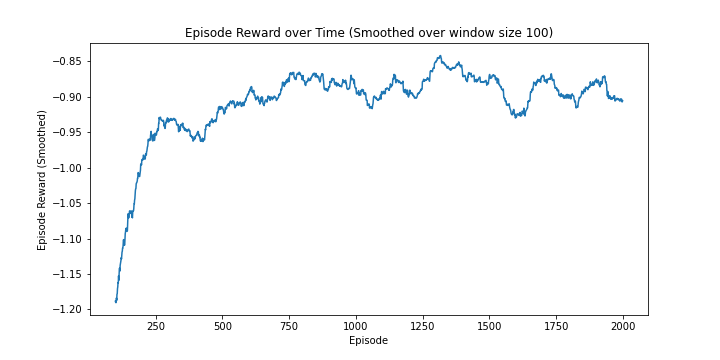 Episode Reward over Time (Smoothed over window size 100)
−0.85
−0.90
−0.95
−1.00
−1.05
−1.10
−1.15
−1.20
Episode Reward (Smoothed)
250 500 750 1000 1250 1500 1750 2000
Episode